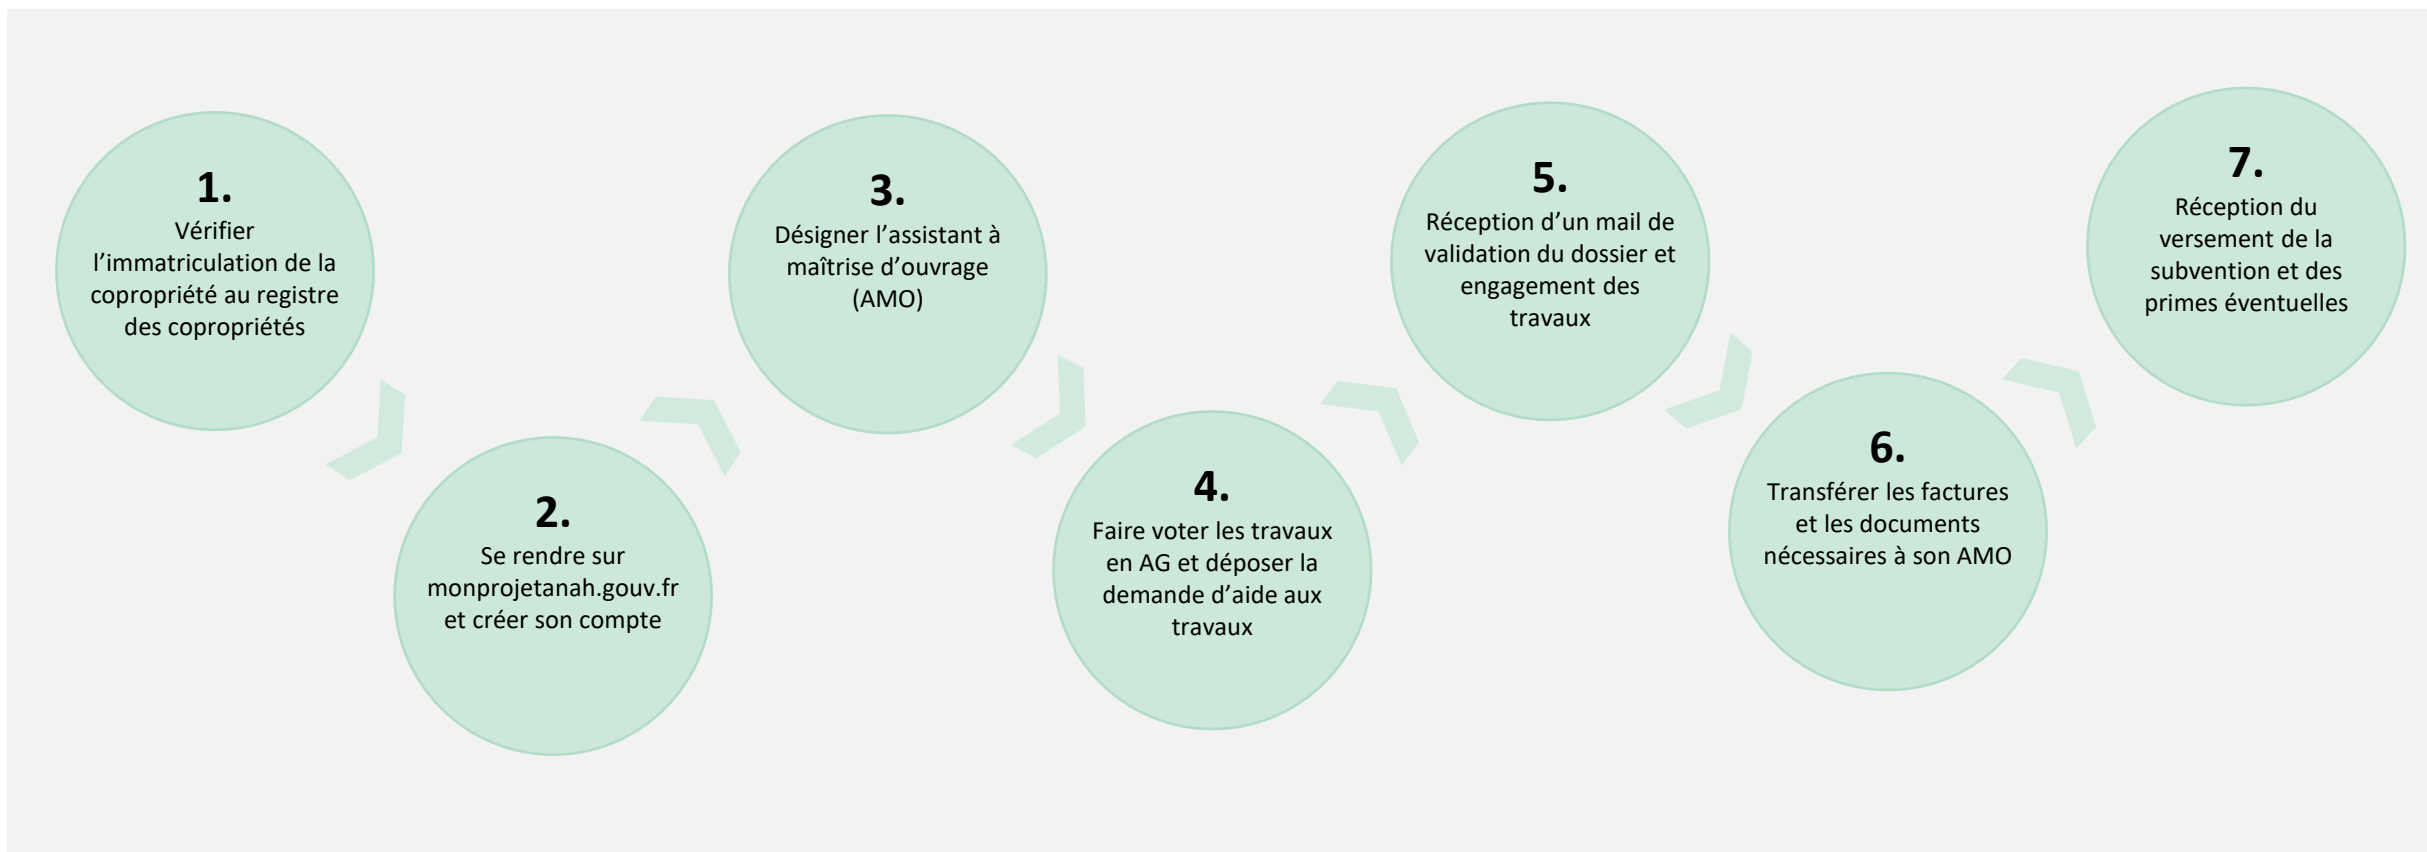 1.
Vérifier
l’immatriculation de la
copropriété au registre
des copropriétés
2.
Se rendre sur
monprojetanah.gouv.fr
et créer son compte
3.
Désigner l’assistant à
maîtrise d’ouvrage
(AMO)
4.
Faire voter les travaux
en AG et déposer la
demande d’aide aux
travaux
5.
Réception d’un mail de
validation du dossier et
engagement des
travaux
6.
Transférer les factures
et les documents
nécessaires à son AMO
7.
Réception du
versement de la
subvention et des
primes éventuelles